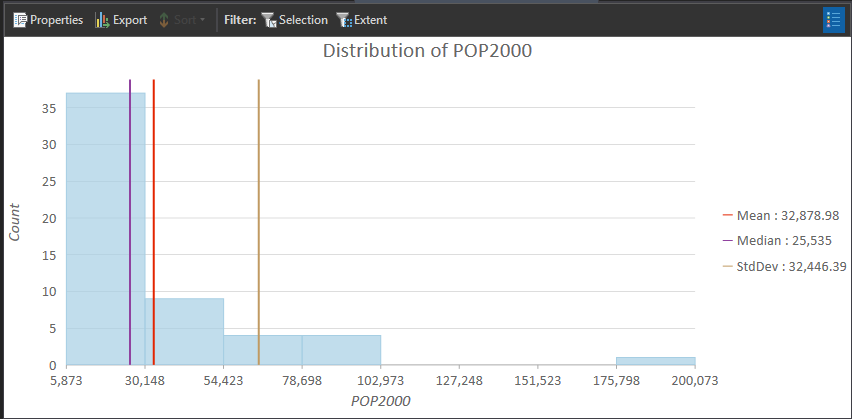 Properties Export Sort Filter: Selection Extent
Distribution of POP2000
35
30
25
20
15
10
5
0
Count
5,873 30,148 54,423 78,698 102,973 127,248 151,523 175,798 200,073
POP2000
Mean : 32,878.98
Median : 25,535
StdDev : 32,446.39